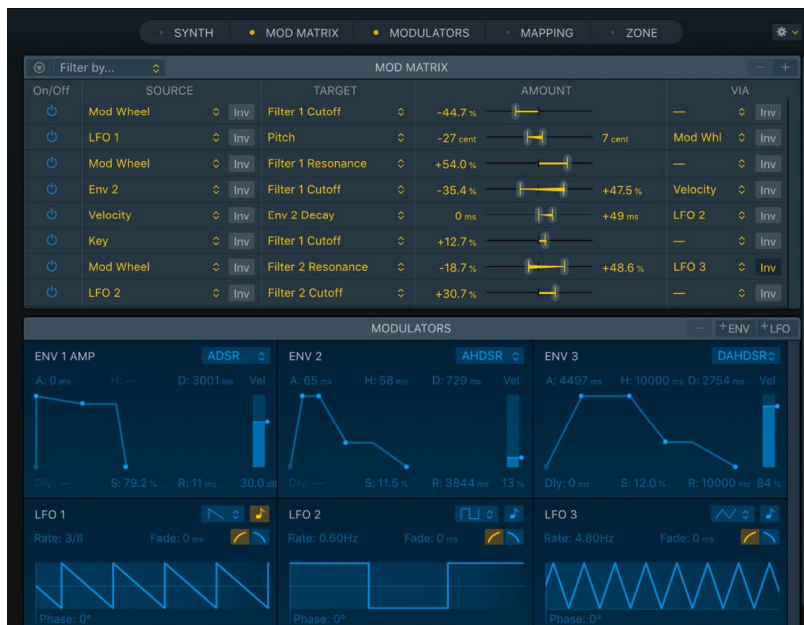 SYNTH MOD MATRIX MODULATORS MAPPING ZONE
Filter by... MOD MATRIX − +
On/Off SOURCE TARGET AMOUNT VIA
Mod Wheel Inv Filter 1 Cutoff -44.7 % — Inv
LFO 1 Inv Pitch -27 cent 7 cent Mod Whl Inv
Mod Wheel Inv Filter 1 Resonance +54.0 % — Inv
Env 2 Inv Filter 1 Cutoff -35.4 % +47.5 % Velocity Inv
Velocity Inv Env 2 Decay 0 ms +49 ms LFO 2 Inv
Key Inv Filter 1 Cutoff +12.7 % — Inv
Mod Wheel Inv Filter 2 Resonance -18.7 % +48.6 % LFO 3 Inv
LFO 2 Inv Filter 2 Cutoff +30.7 % — Inv
MODULATORS − +ENV +LFO
ENV 1 AMP ADSR ENV 2 AHDSR ENV 3 DAHDSR
A: 0 ms H: — D: 3001 ms Vel A: 65 ms H: 58 ms D: 729 ms Vel A: 4497 ms H: 10000 ms D: 2754 ms Vel
Dly: — S: 79.2 % R: 11 ms 30.0 dB Dly: — S: 11.5 % R: 3844 ms 13 % Dly: 0 ms S: 12.0 % R: 10000 ms 84 %
LFO 1 LFO 2 LFO 3
Rate: 3/8 Fade: 0 ms Rate: 0.60Hz Fade: 0 ms Rate: 4.80Hz Fade: 0 ms
Phase: 0° Phase: 0° Phase: 0°